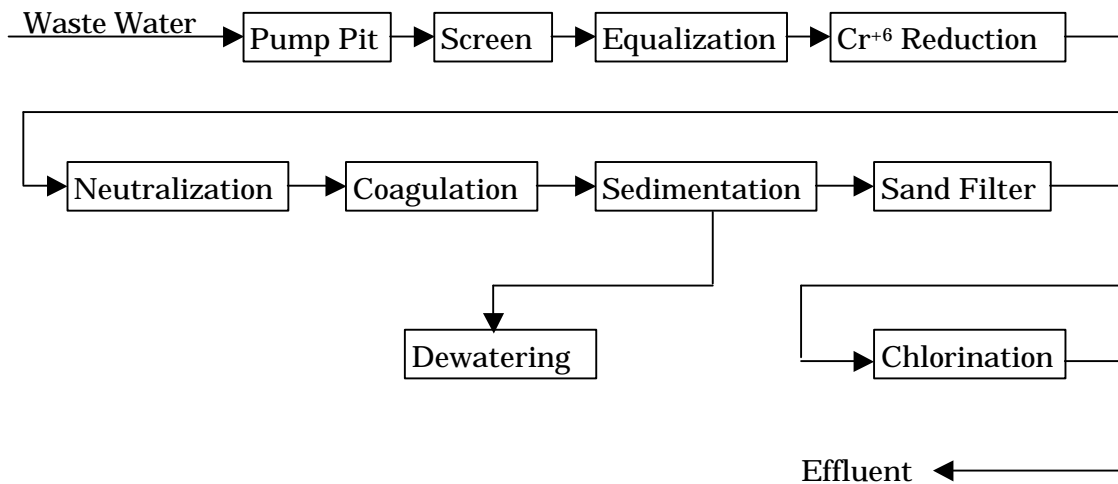 Waste Water
Pump Pit
Screen
Equalization
Cr⁺⁶ Reduction
Neutralization
Coagulation
Sedimentation
Sand Filter
Dewatering
Chlorination
Effluent